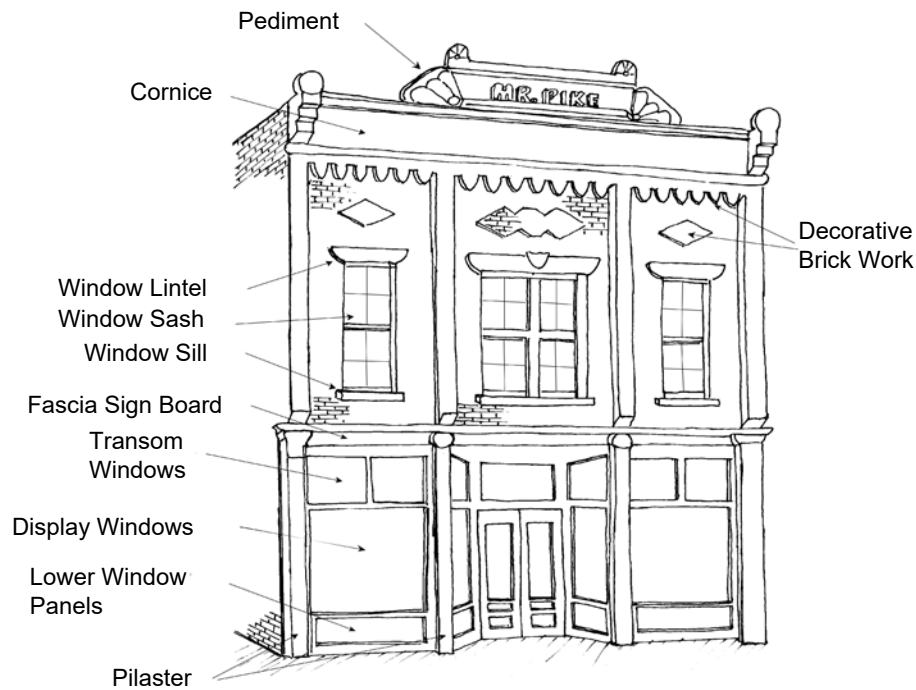 Pediment
MR. PIKE
Cornice
Decorative
Brick Work
Window Lintel
Window Sash
Window Sill
Fascia Sign Board
Transom
Windows
Display Windows
Lower Window
Panels
Pilaster